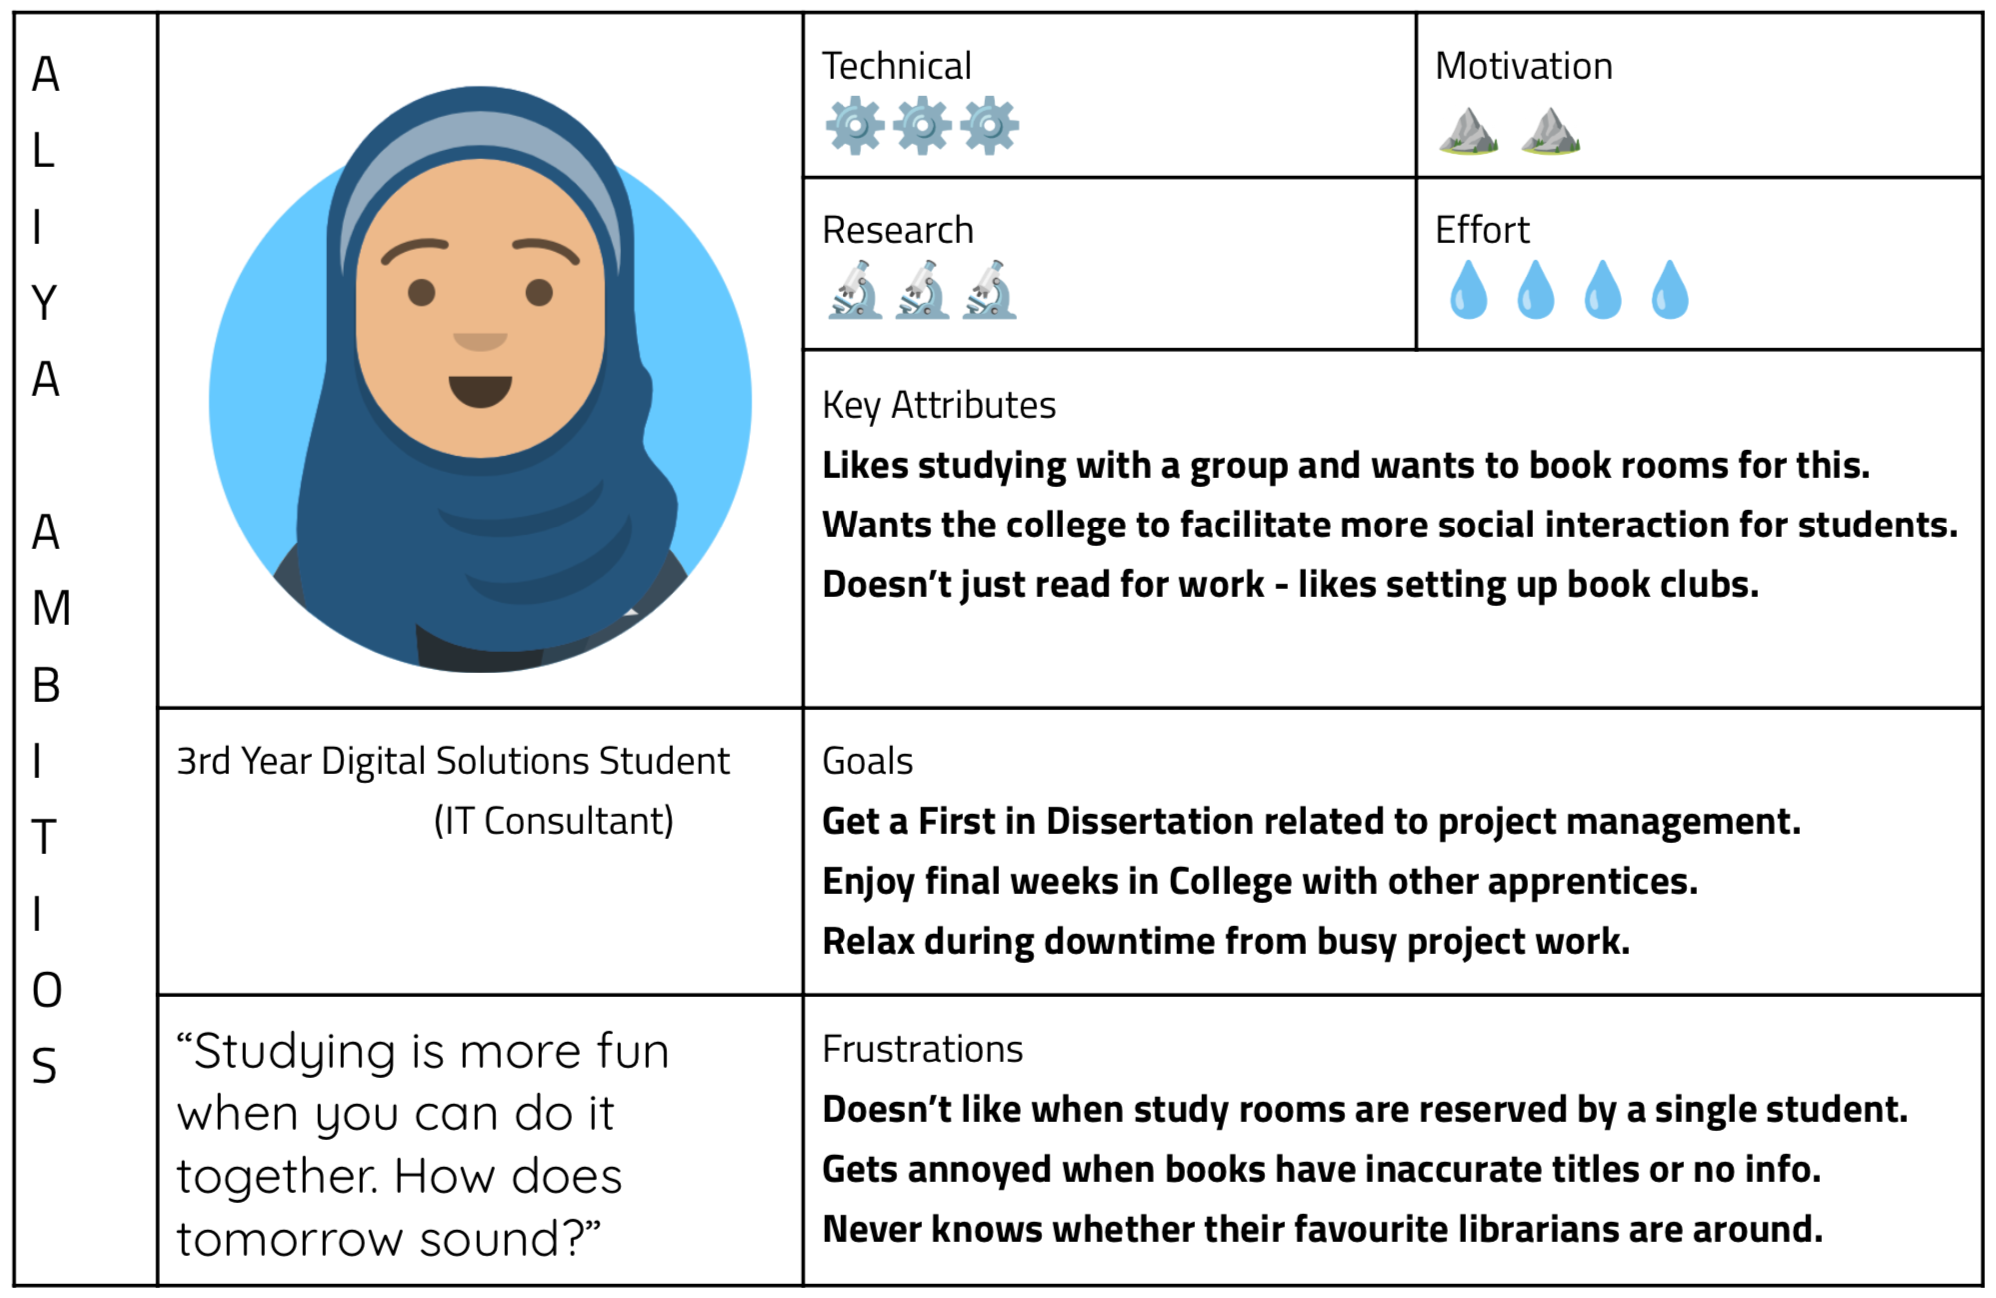 ALIYA AMBITIOS
Technical
Motivation
Research
Effort
Key Attributes
Likes studying with a group and wants to book rooms for this.
Wants the college to facilitate more social interaction for students.
Doesn’t just read for work - likes setting up book clubs.
3rd Year Digital Solutions Student
(IT Consultant)
Goals
Get a First in Dissertation related to project management.
Enjoy final weeks in College with other apprentices.
Relax during downtime from busy project work.
“Studying is more fun
when you can do it
together. How does
tomorrow sound?”
Frustrations
Doesn’t like when study rooms are reserved by a single student.
Gets annoyed when books have inaccurate titles or no info.
Never knows whether their favourite librarians are around.